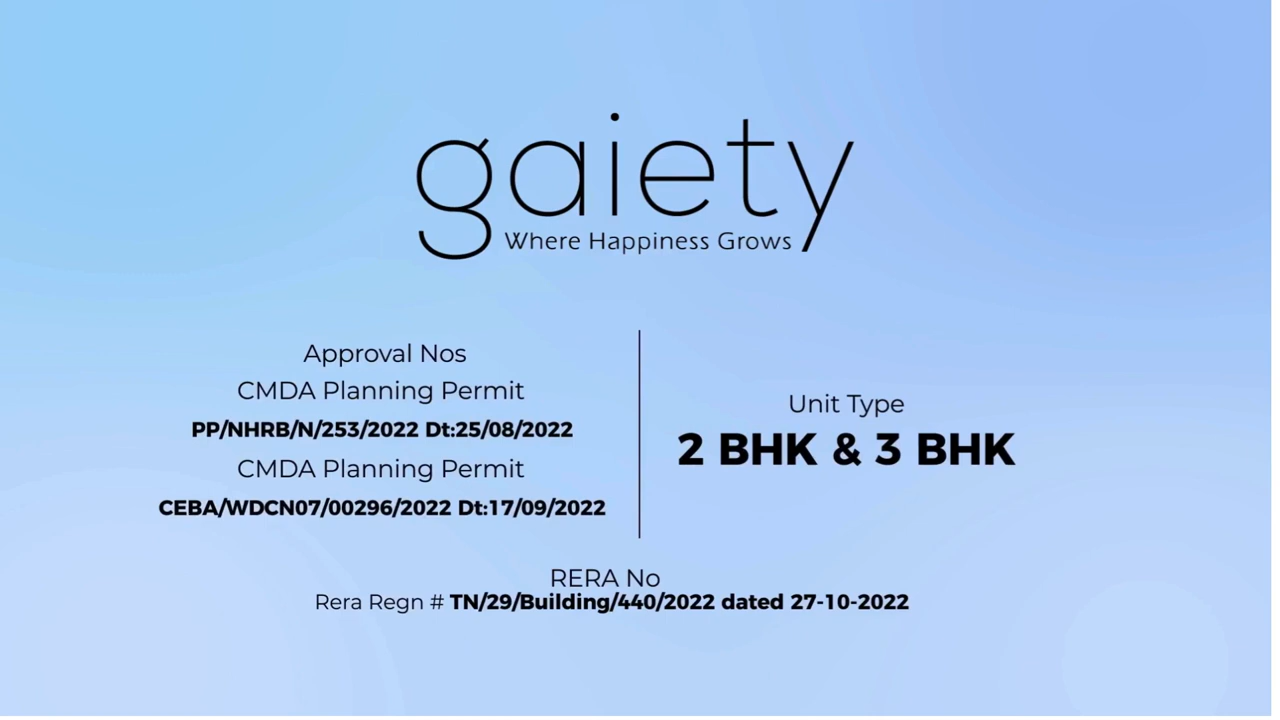 gaiety
Where Happiness Grows
Approval Nos
CMDA Planning Permit
PP/NHRB/N/253/2022 Dt:25/08/2022
CMDA Planning Permit
CEBA/WDCN07/00296/2022 Dt:17/09/2022
Unit Type
2 BHK & 3 BHK
RERA No
Rera Regn # TN/29/Building/440/2022 dated 27-10-2022